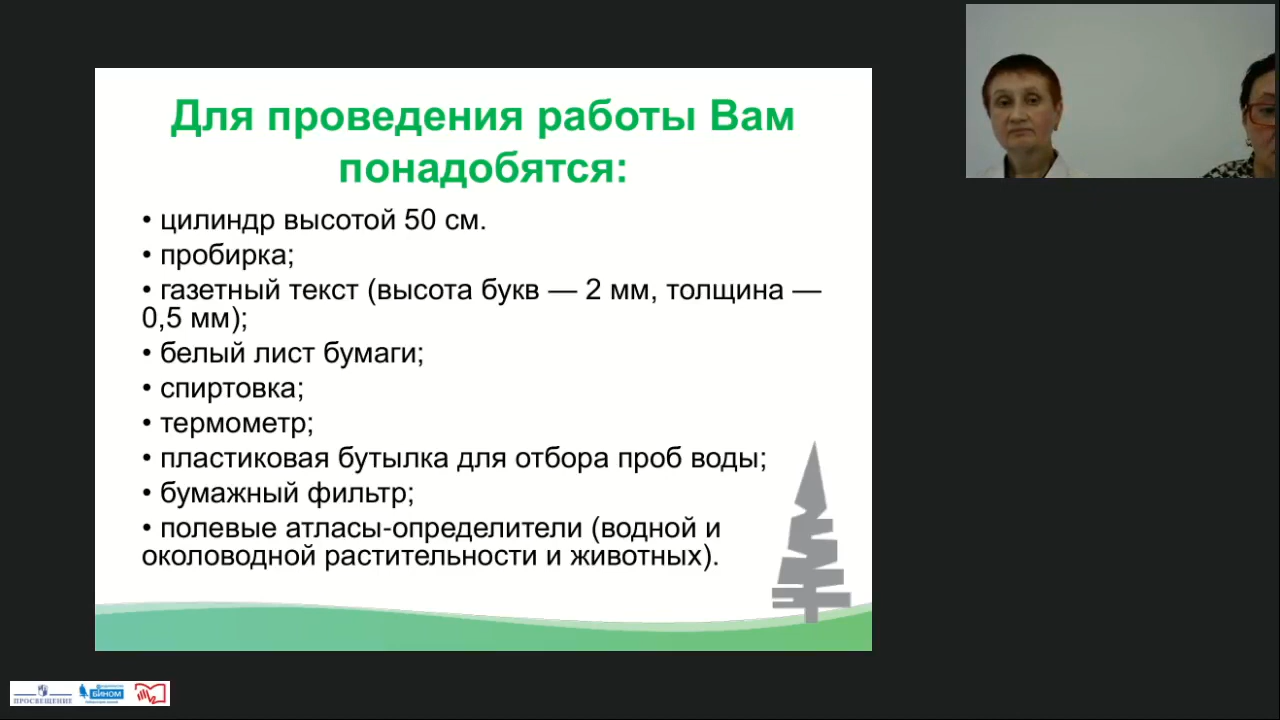 Для проведения работы Вам
понадобятся:
• цилиндр высотой 50 см.
• пробирка;
• газетный текст (высота букв — 2 мм, толщина —
0,5 мм);
• белый лист бумаги;
• спиртовка;
• термометр;
• пластиковая бутылка для отбора проб воды;
• бумажный фильтр;
• полевые атласы-определители (водной и
околоводной растительности и животных).
ПРОСВЕЩЕНИЕ
БИНОМ